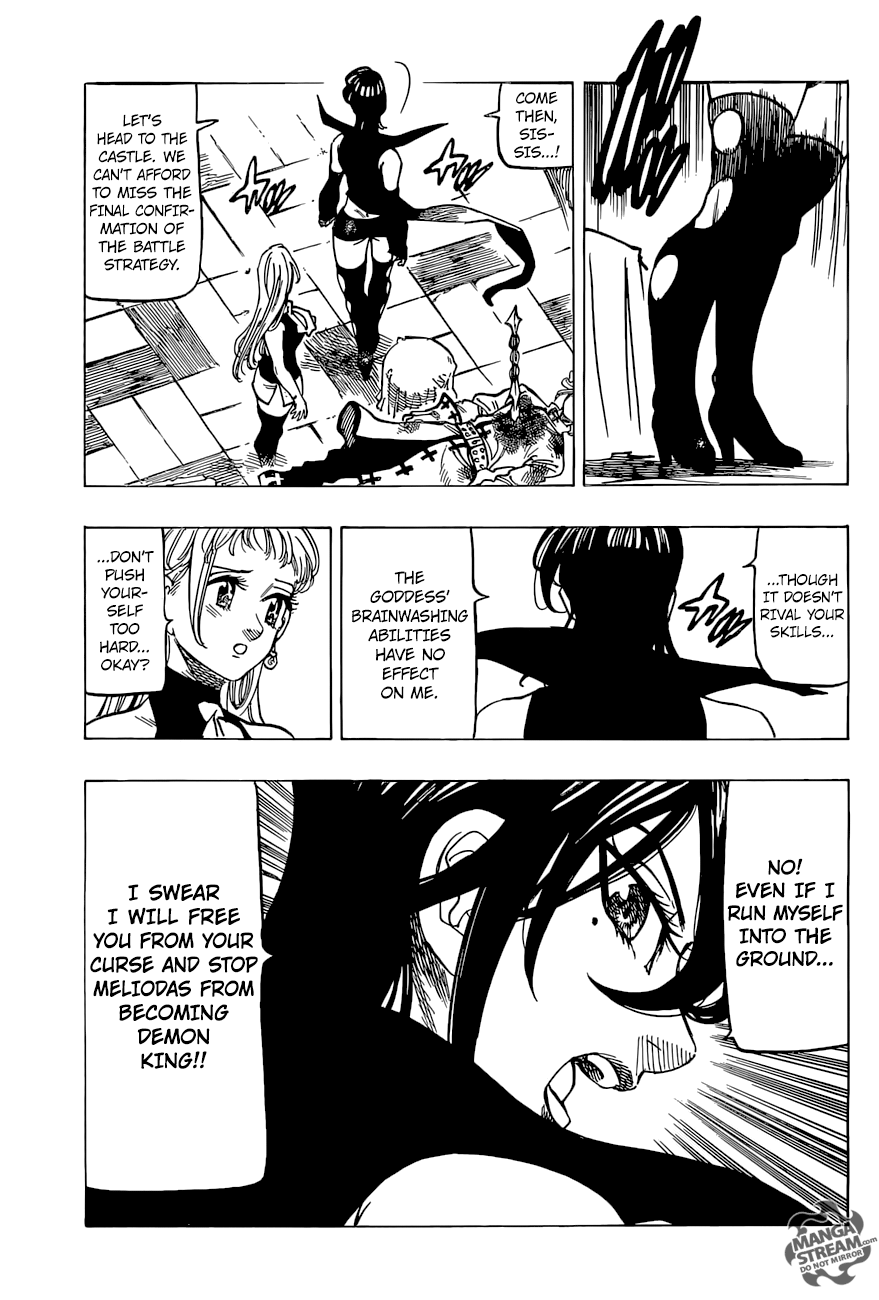 COME
THEN,
SIS-
SIS...!
LET'S
HEAD TO THE
CASTLE. WE
CAN'T AFFORD
TO MISS THE
FINAL CONFIR-
MATION OF
THE BATTLE
STRATEGY.
...THOUGH
IT DOESN'T
RIVAL YOUR
SKILLS...
THE
GODDESS'
BRAINWASHING
ABILITIES
HAVE NO
EFFECT
ON ME.
...DON'T
PUSH
YOUR-
SELF
TOO
HARD...
OKAY?
NO!
EVEN IF I
RUN MYSELF
INTO THE
GROUND...
I SWEAR
I WILL FREE
YOU FROM YOUR
CURSE AND STOP
MELIODAS FROM
BECOMING
DEMON
KING!!
MANGA
STREAM.com
DO NOT MIRROR